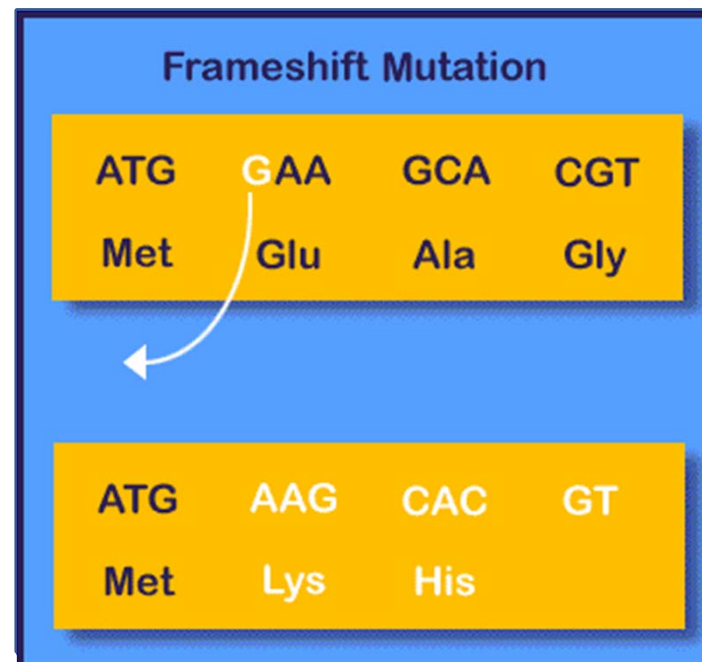 Frameshift Mutation
ATG GAA GCA CGT
Met Glu Ala Gly
ATG AAG CAC GT
Met Lys His